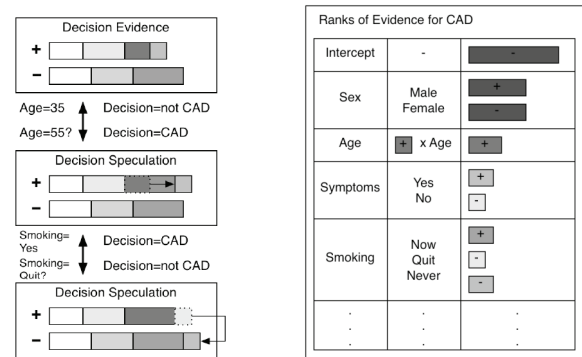 Decision Evidence
+
−
Age=35 Decision=not CAD
Age=55? Decision=CAD
Decision Speculation
+
−
Smoking=
Yes
Decision=CAD
Smoking=
Quit?
Decision=not CAD
Decision Speculation
+
−
Ranks of Evidence for CAD
Intercept - -
Sex
Male +
Female -
Age + x Age +
Symptoms
Yes +
No -
Smoking
Now +
Quit -
Never -
. . .
. . .
. . .